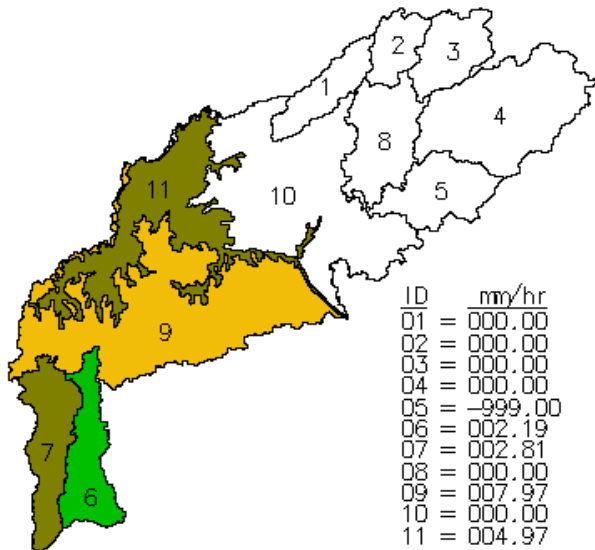 2
3
1
4
8
11
5
10
9
7
6
ID mm/hr
01 = 000.00
02 = 000.00
03 = 000.00
04 = 000.00
05 = -999.00
06 = 002.19
07 = 002.81
08 = 000.00
09 = 007.97
10 = 000.00
11 = 004.97